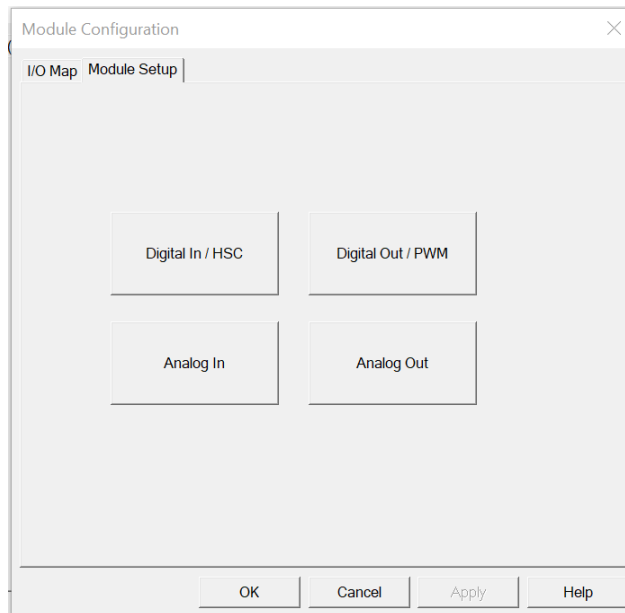 Module Configuration
I/O Map Module Setup
Digital In / HSC Digital Out / PWM
Analog In Analog Out
OK Cancel Apply Help